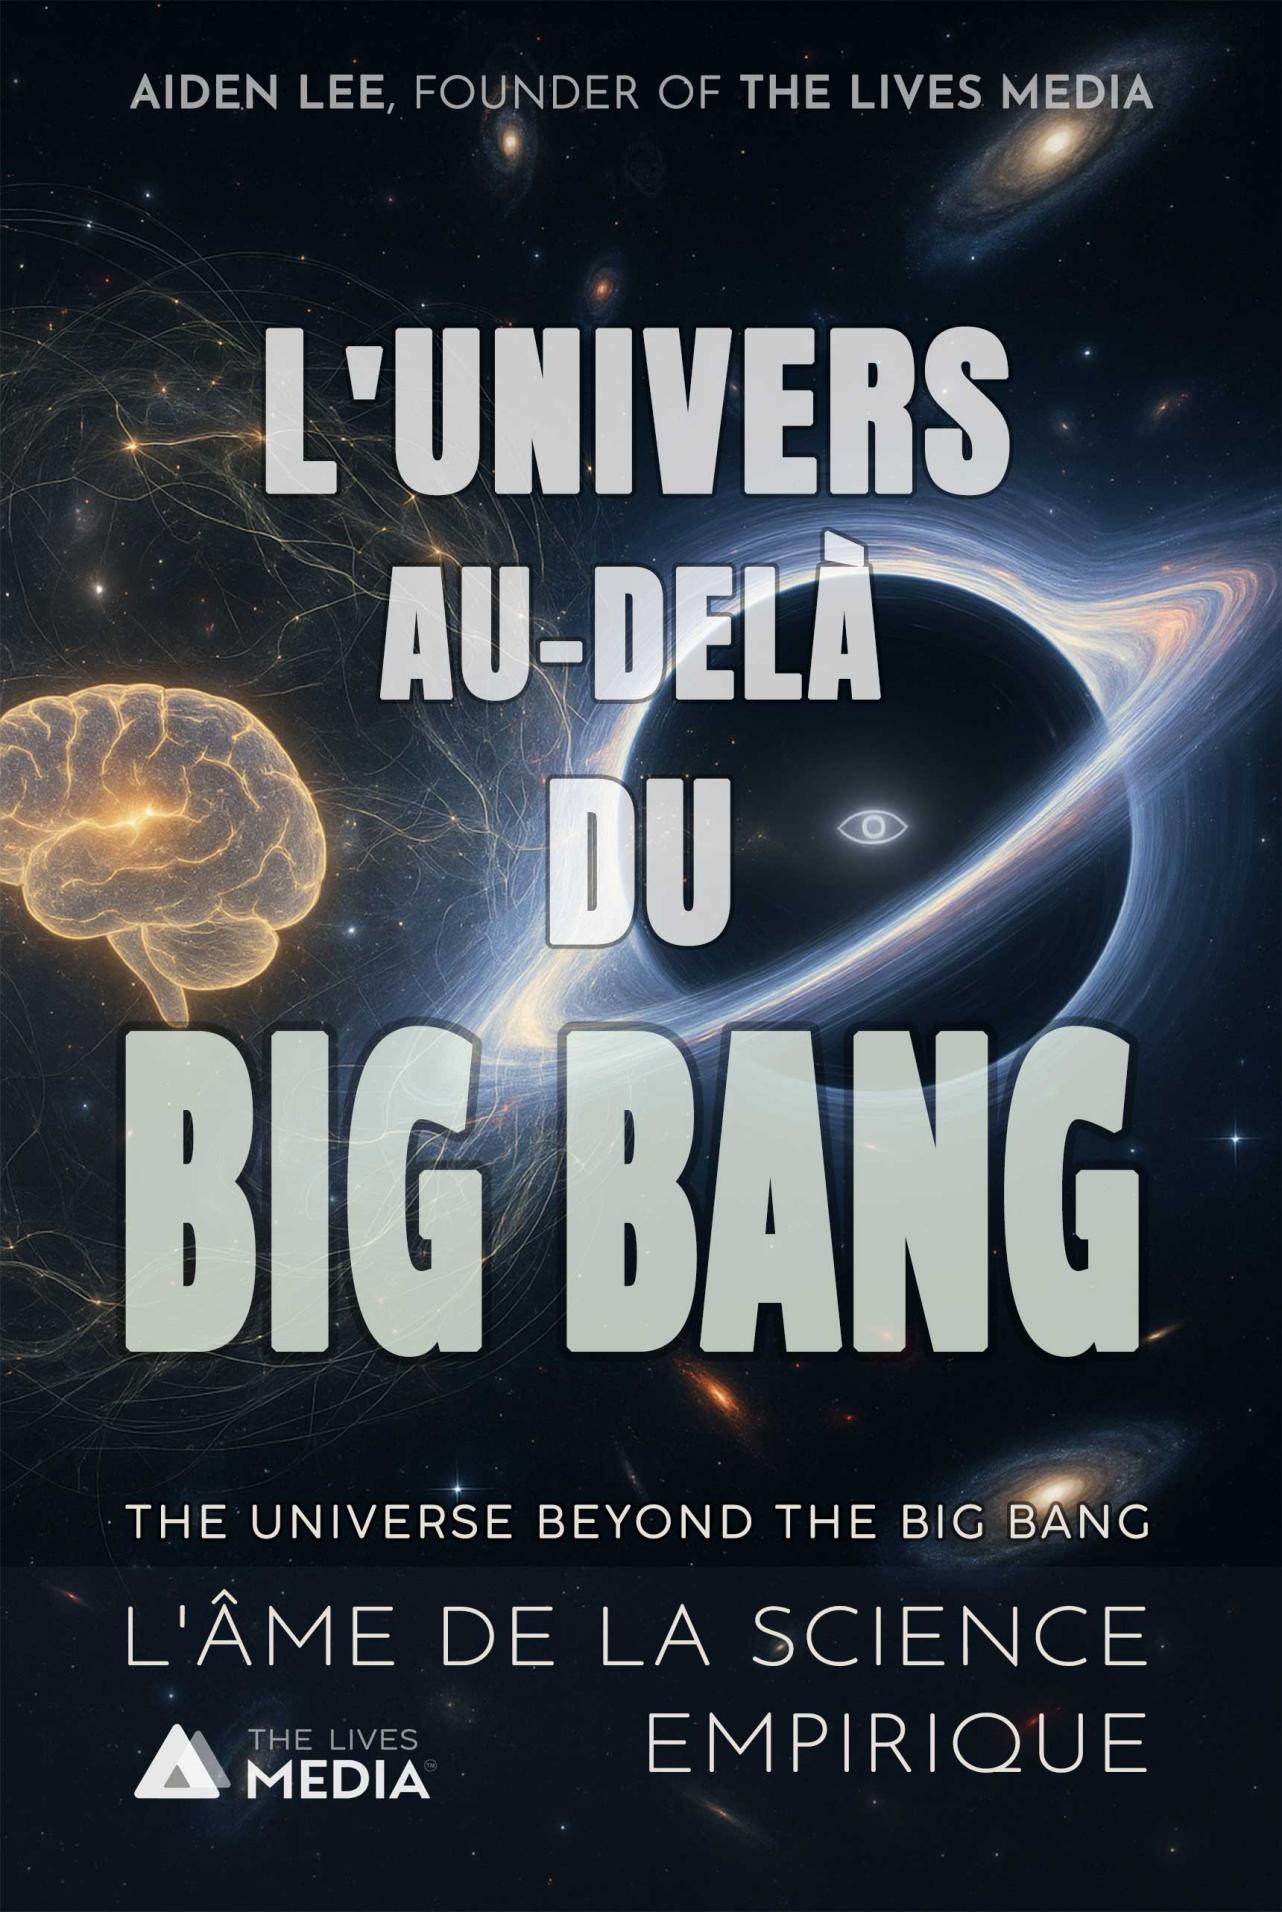 AIDEN LEE, FOUNDER OF THE LIVES MEDIA
L'UNIVERS
AU-DELÀ
DU
BIG BANG
THE UNIVERSE BEYOND THE BIG BANG
L'ÂME DE LA SCIENCE
EMPIRIQUE
THE LIVES
MEDIA™